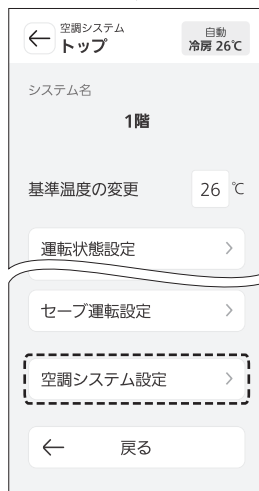 空調システム
トップ
自動
冷房 26℃
システム名
1階
基準温度の変更
26 ℃
運転状態設定
セーブ運転設定
空調システム設定
戻る